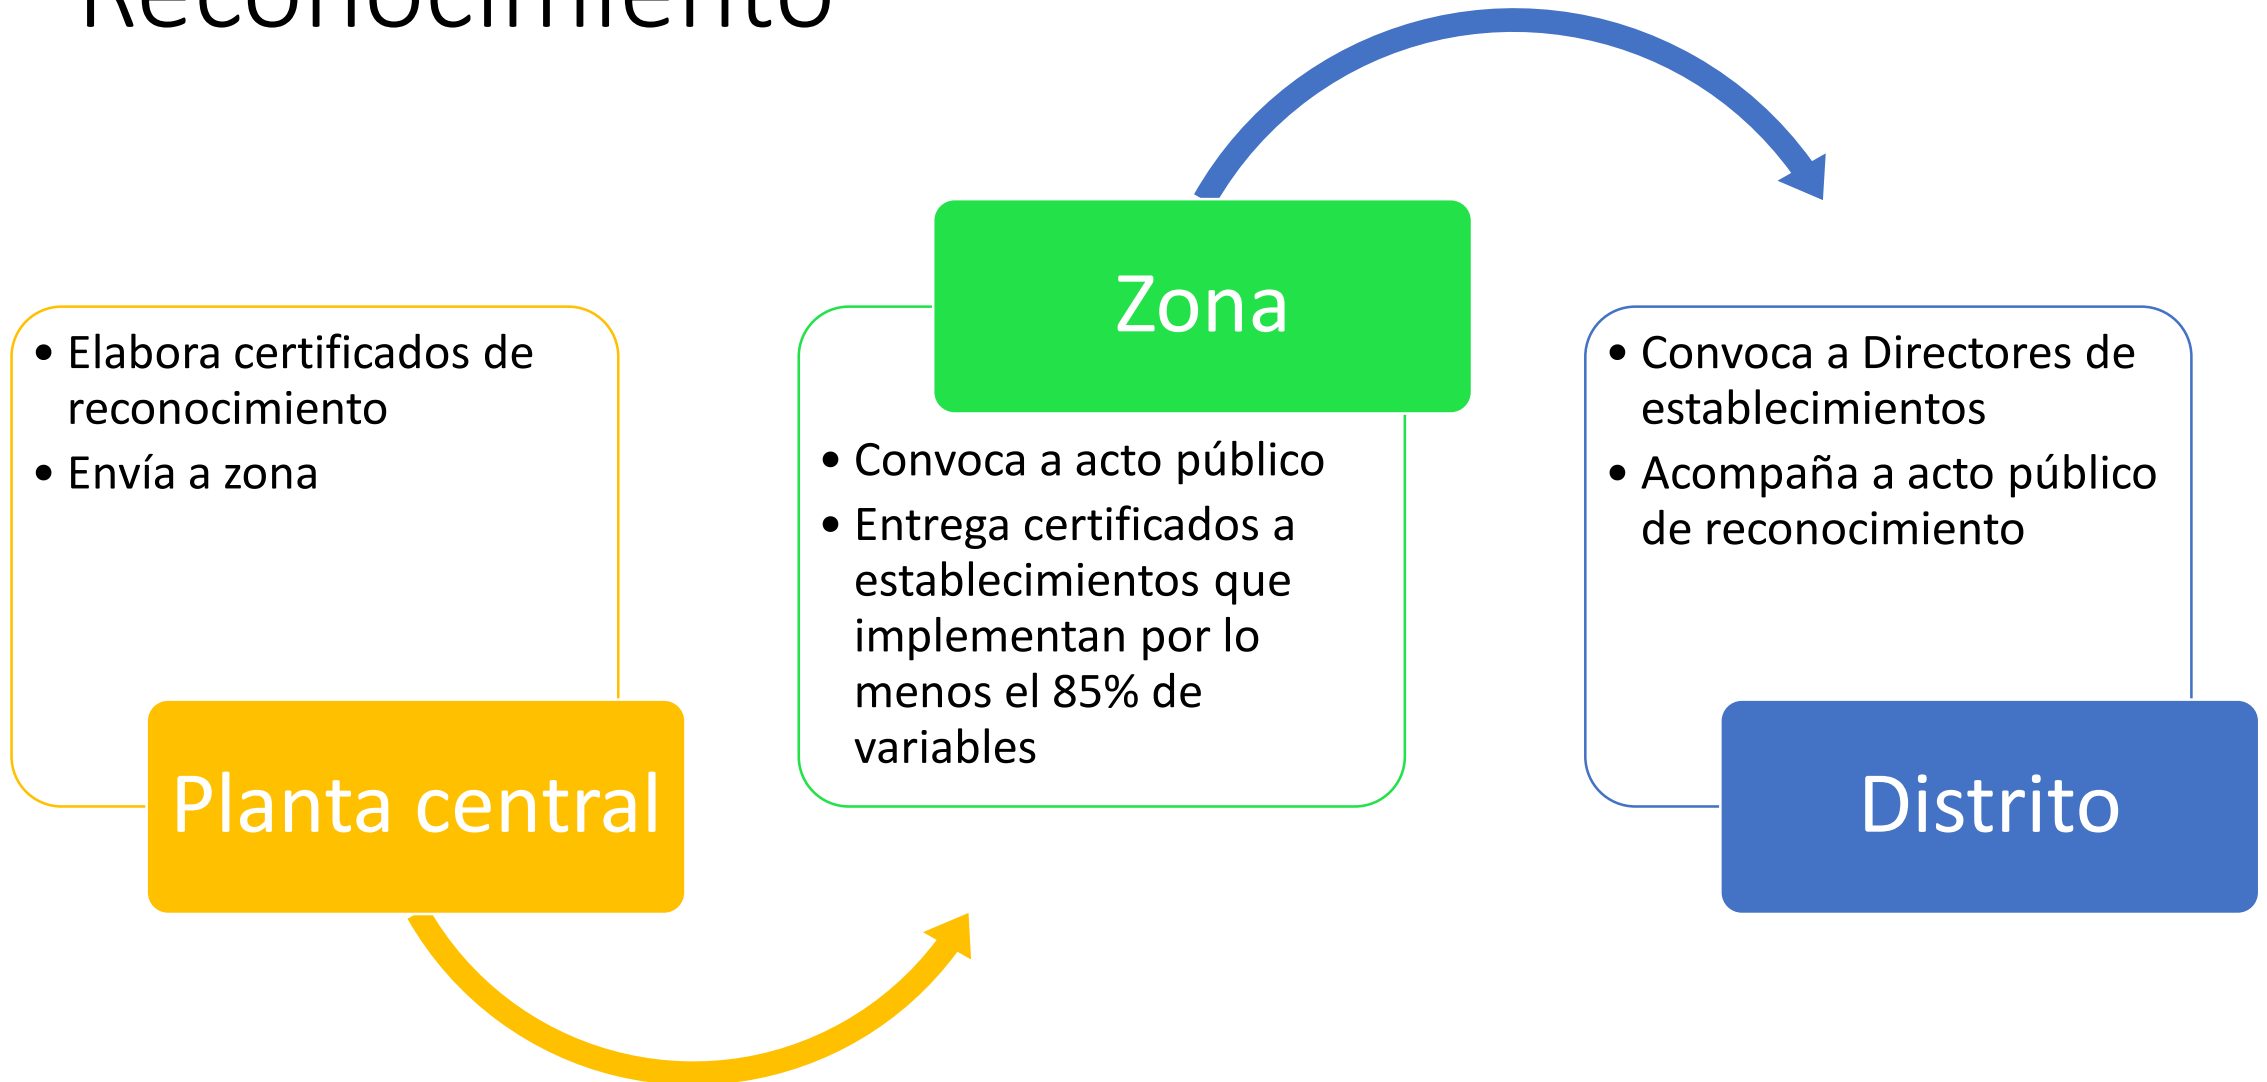 Reconocimiento
• Elabora certificados de
reconocimiento
• Envía a zona
Planta central
Zona
• Convoca a acto público
• Entrega certificados a
establecimientos que
implementan por lo
menos el 85% de
variables
• Convoca a Directores de
establecimientos
• Acompaña a acto público
de reconocimiento
Distrito